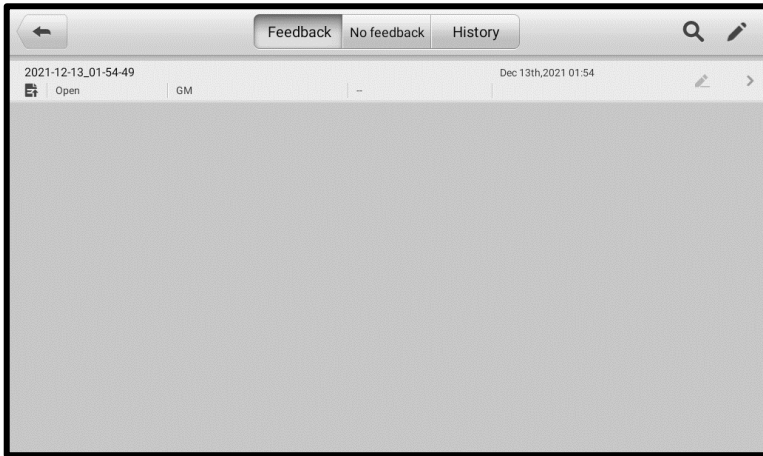 Feedback No feedback History
2021-12-13_01-54-49 Dec 13th,2021 01:54
Open GM --